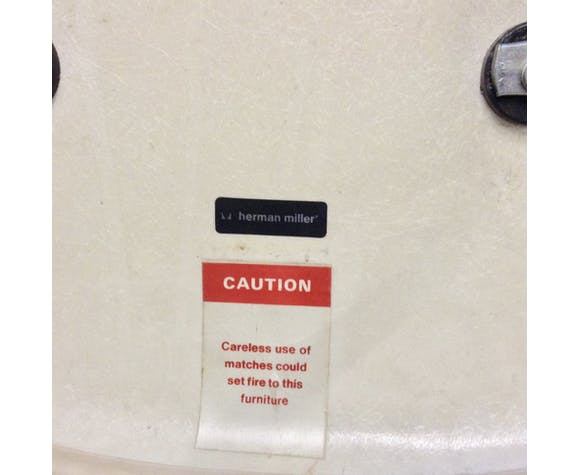 herman miller
CAUTION
Careless use of
matches could
set fire to this
furniture